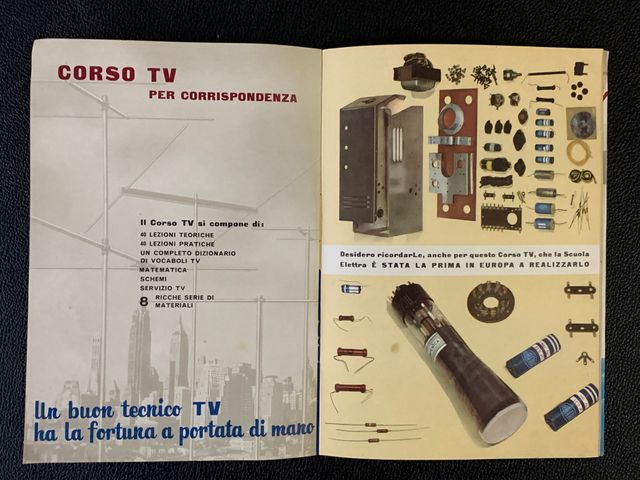 CORSO TV
PER CORRISPONDENZA
Il Corso TV si compone di:
40 LEZIONI TEORICHE
40 LEZIONI PRATICHE
UN COMPLETO DIZIONARIO
DI VOCABOLI TV
MATEMATICA
SCHEMI
SERVIZIO TV
8 RICCHE SERIE DI
MATERIALI
Un buon tecnico TV
ha la fortuna a portata di mano
Desidero ricordarLe, anche per questo Corso TV, che la Scuola
Elettra È STATA LA PRIMA IN EUROPA A REALIZZARLO